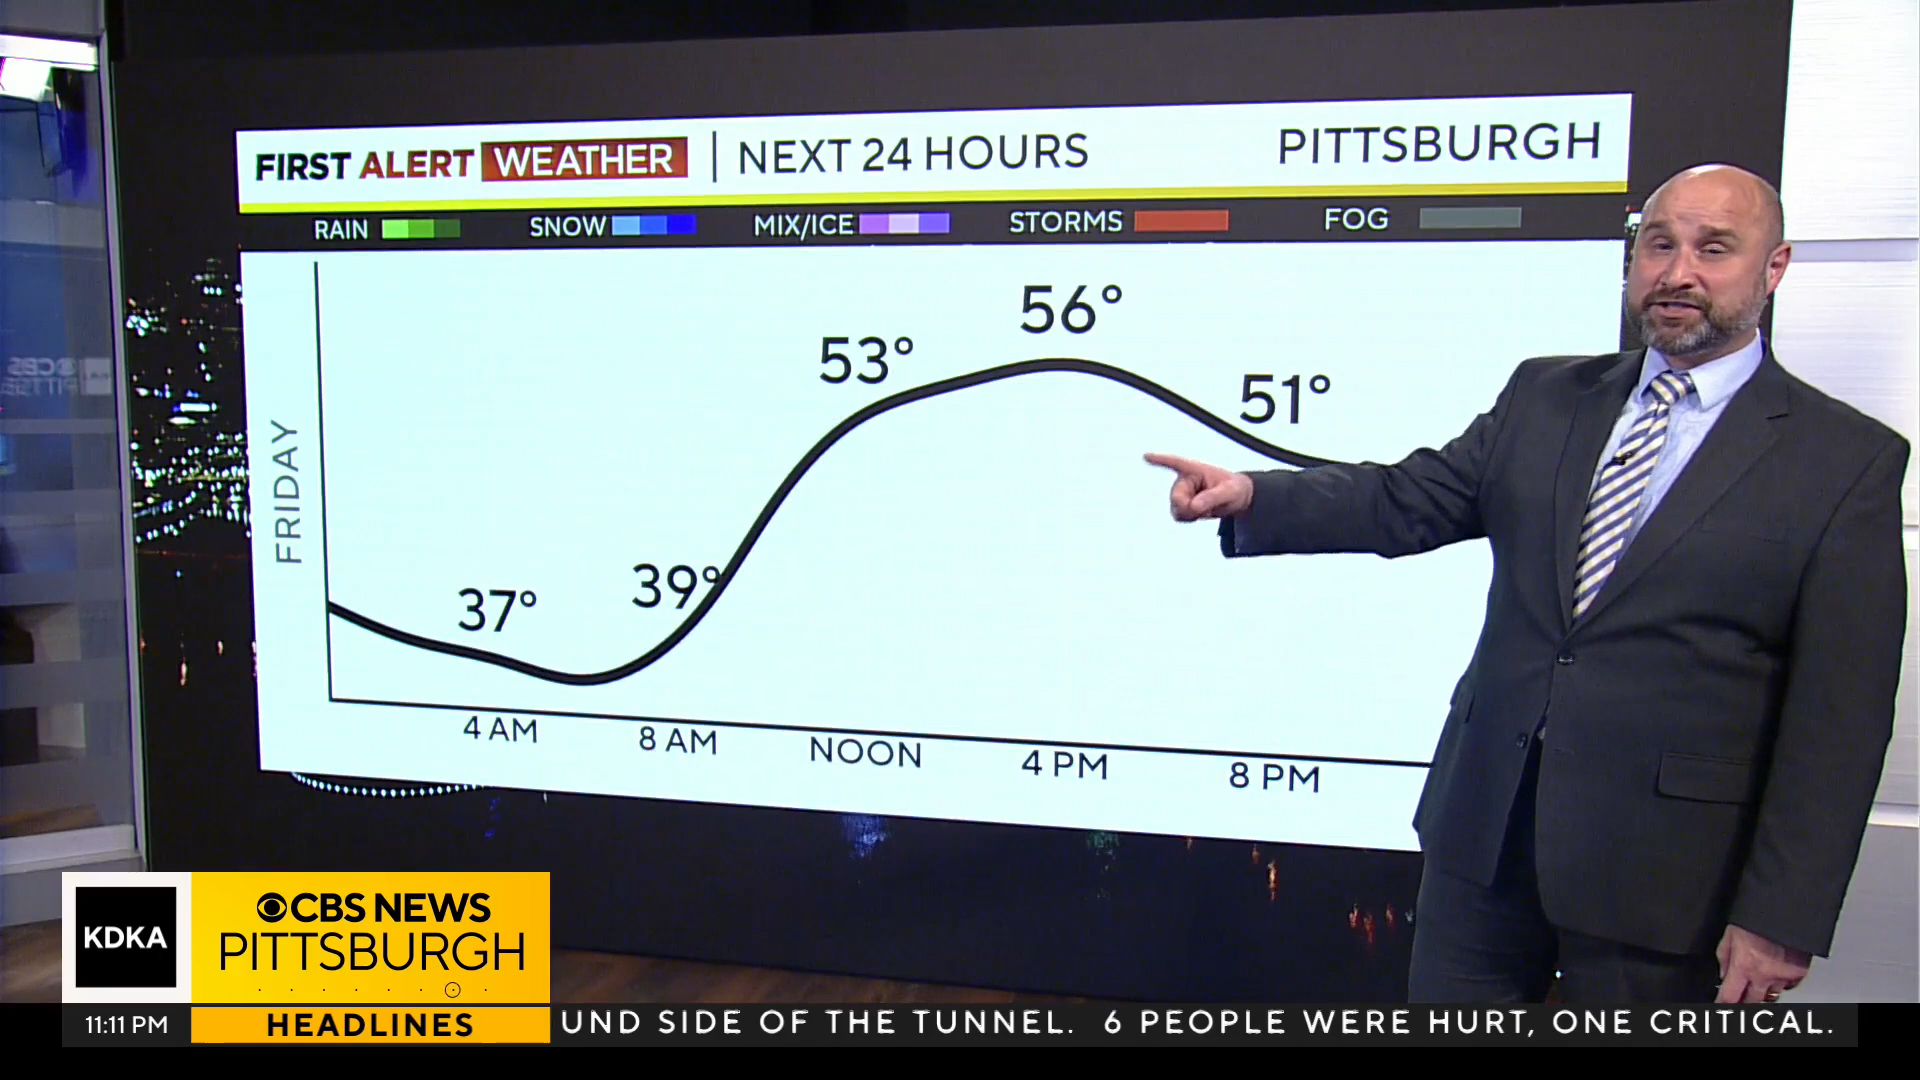 FIRST ALERT WEATHER | NEXT 24 HOURS
PITTSBURGH
RAIN SNOW MIX/ICE STORMS FOG
FRIDAY
37° 39° 53° 56° 51°
4 AM 8 AM NOON 4 PM 8 PM
KDKA
CBS NEWS
PITTSBURGH
11:11 PM
HEADLINES
UND SIDE OF THE TUNNEL. 6 PEOPLE WERE HURT, ONE CRITICAL.